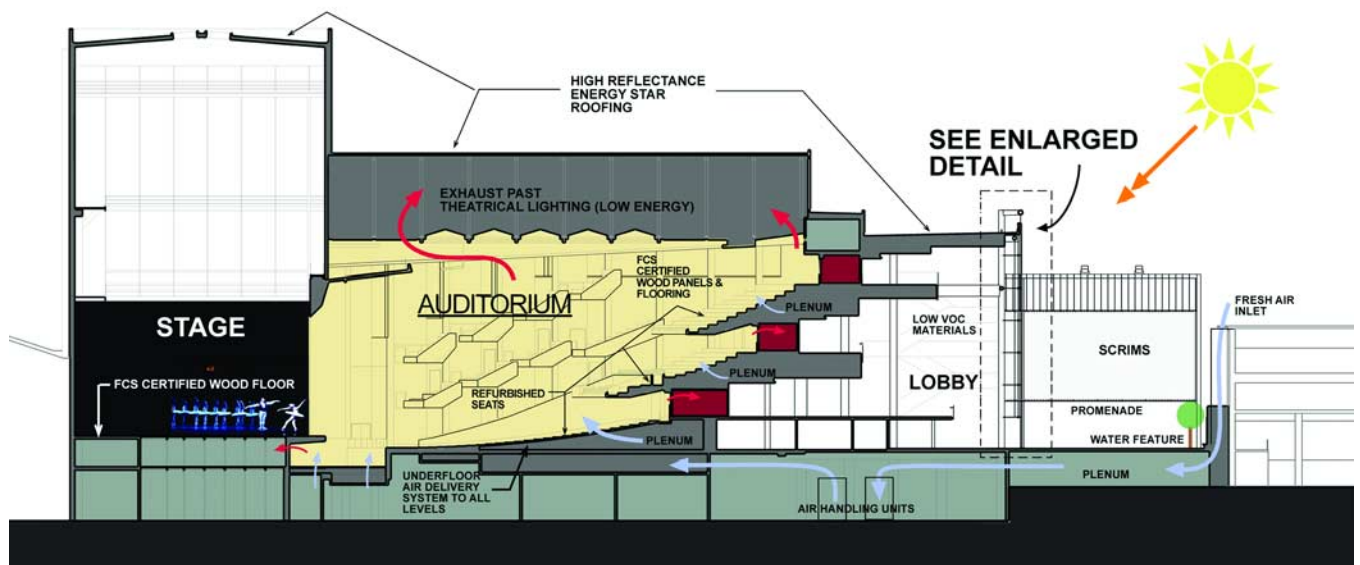 HIGH REFLECTANCE
ENERGY STAR
ROOFING
SEE ENLARGED
DETAIL
EXHAUST PAST
THEATRICAL LIGHTING (LOW ENERGY)
FCS
CERTIFIED
WOOD PANELS &
FLOORING
AUDITORIUM
STAGE
PLENUM
LOW VOC
MATERIALS
FRESH AIR
INLET
SCRIMS
PLENUM
LOBBY
FCS CERTIFIED WOOD FLOOR
REFURBISHED
SEATS
PROMENADE
WATER FEATURE
PLENUM
UNDERFLOOR
AIR DELIVERY
SYSTEM TO ALL
LEVELS
PLENUM
AIR HANDLING UNITS